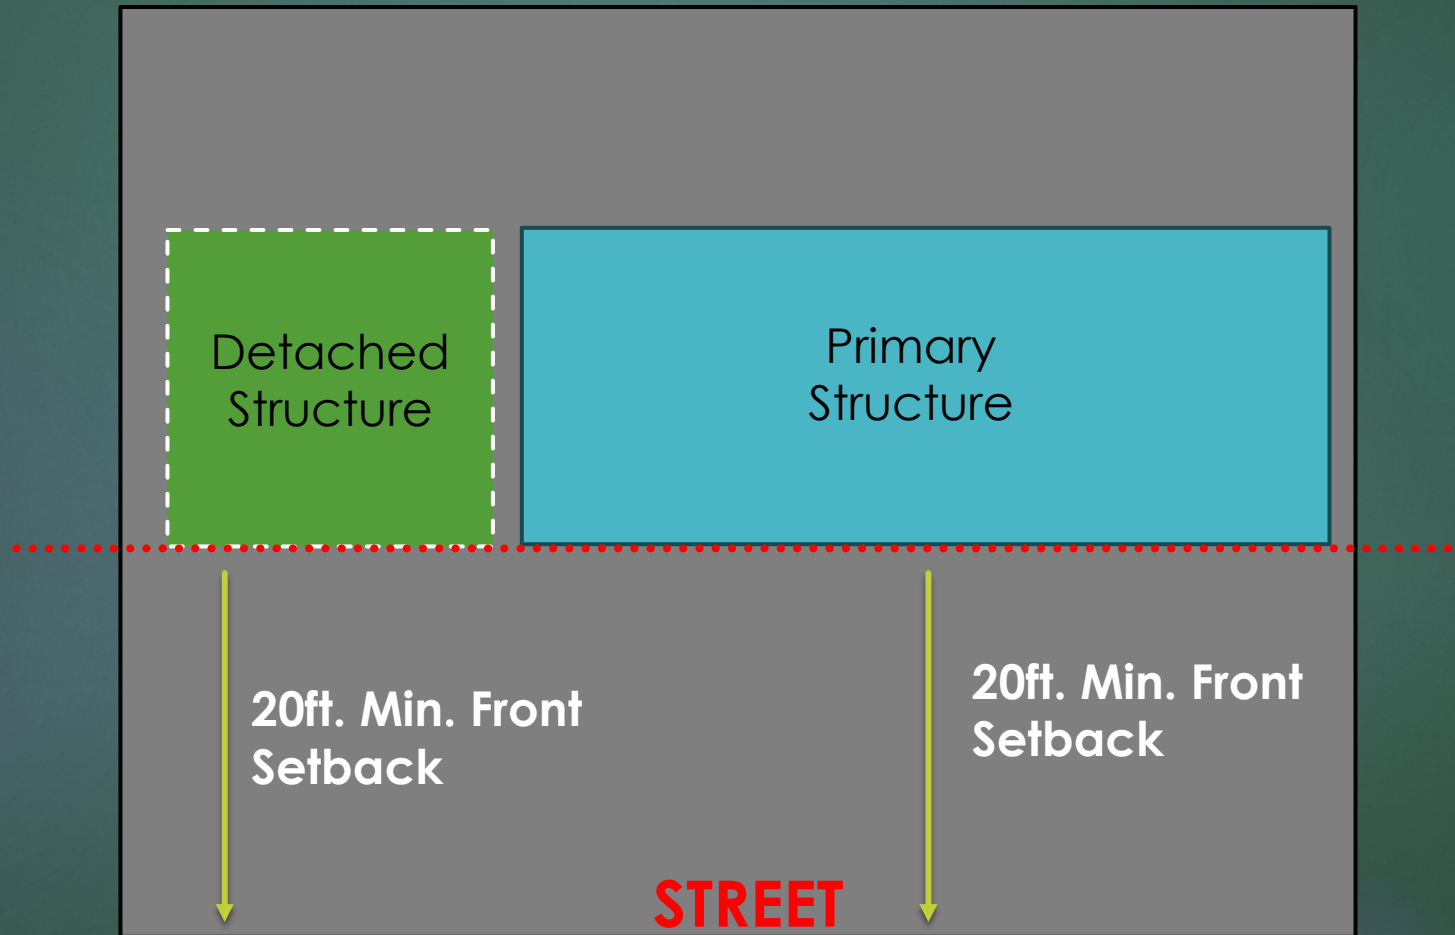 Detached
Structure
Primary
Structure
20ft. Min. Front
Setback
20ft. Min. Front
Setback
STREET